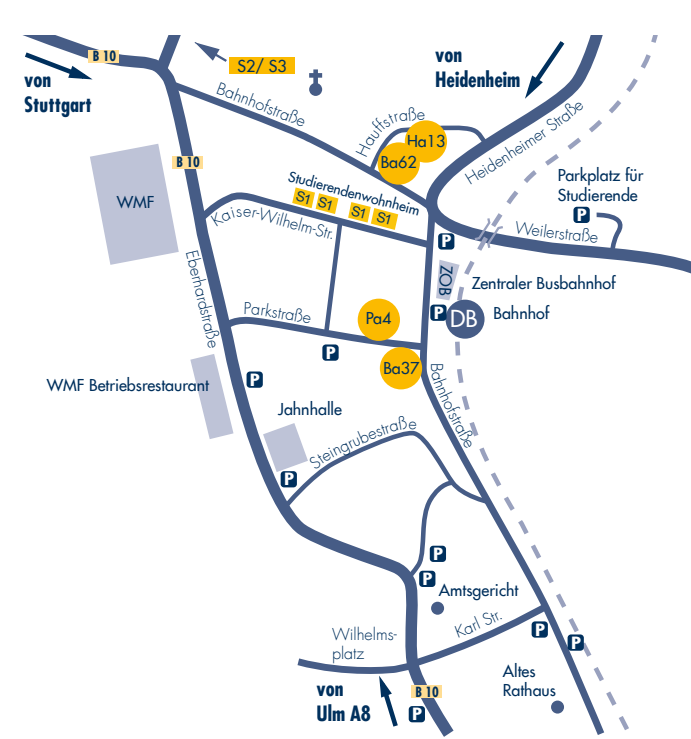 B 10
von
Stuttgart
S2/ S3
von
Heidenheim
Bahnhofstraße
Hauffstraße
Ha13
Ba62
Heidenheimer Straße
B 10
WMF
Studierendenwohnheim
S1 S1 S1 S1
Kaiser-Wilhelm-Str.
Parkplatz für
Studierende
P
Weilerstraße
P
ZOB
Zentraler Busbahnhof
Eberhardstraße
Parkstraße
Pa4
P
DB
Bahnhof
P
Ba37
WMF Betriebsrestaurant
P
Bahnhofstraße
Jahnhalle
Steingrubestraße
P
P
P
Amtsgericht
Karl Str.
Wilhelms-
platz
P
P
Altes
Rathaus
von
Ulm A8
B 10
P